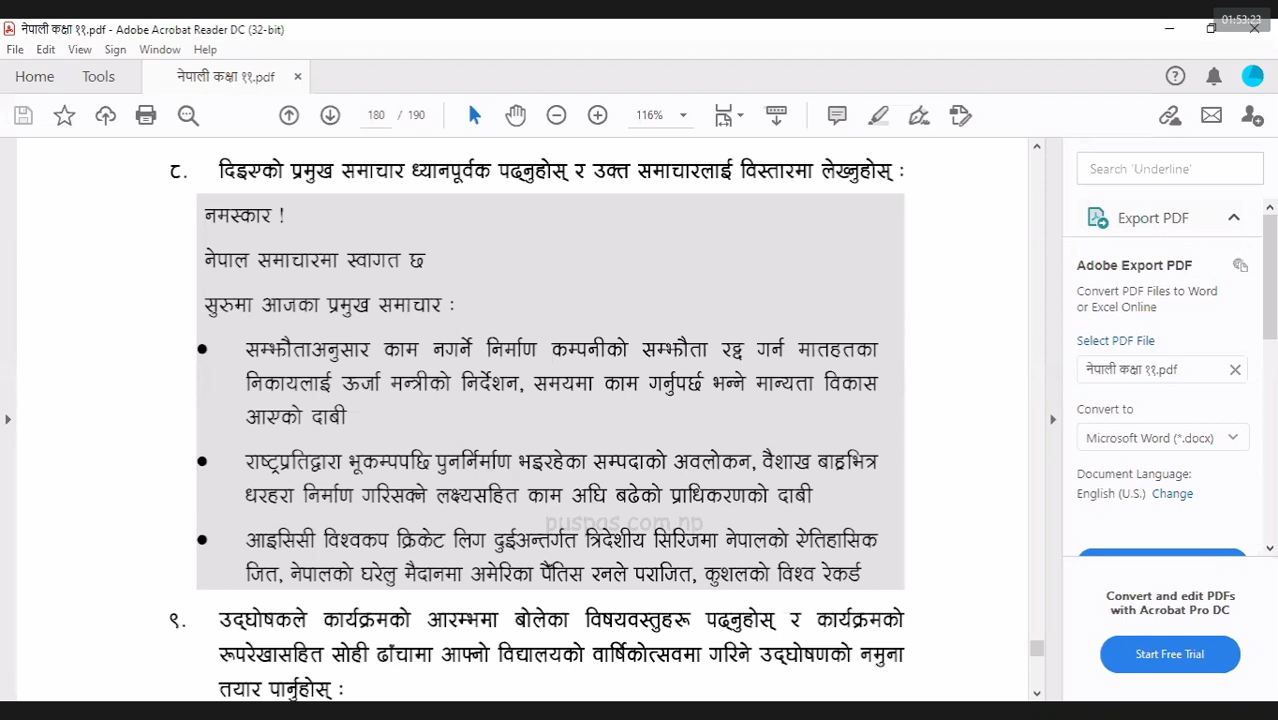 01:53:23
नेपाली कक्षा ११.pdf - Adobe Acrobat Reader DC (32-bit)
File Edit View Sign Window Help
Home Tools नेपाली कक्षा ११.pdf ×
180 / 190 116%
८. दिइएको प्रमुख समाचार ध्यानपूर्वक पढ्नुहोस् र उक्त समाचारलाई विस्तारमा लेख्नुहोस् :
नमस्कार !
नेपाल समाचारमा स्वागत छ
सुरुमा आजका प्रमुख समाचार :
● सम्झौताअनुसार काम नगर्ने निर्माण कम्पनीको सम्झौता रद्द गर्न मातहतका
निकायलाई ऊर्जा मन्त्रीको निर्देशन, समयमा काम गर्नुपर्छ भन्ने मान्यता विकास
आएको दाबी
● राष्ट्रप्रतिद्वारा भूकम्पपछि पुनर्निर्माण भइरहेका सम्पदाको अवलोकन, वैशाख बाह्रभित्र
धरहरा निर्माण गरिसक्ने लक्ष्यसहित काम अघि बढेको प्राधिकरणको दाबी
puspas.com.np
● आइसिसी विश्वकप क्रिकेट लिग दुईअन्तर्गत त्रिदेशीय सिरिजमा नेपालको ऐतिहासिक
जित, नेपालको घरेलु मैदानमा अमेरिका पैँतिस रनले पराजित, कुशलको विश्व रेकर्ड
९. उद्घोषकले कार्यक्रमको आरम्भमा बोलेका विषयवस्तुहरू पढ्नुहोस् र कार्यक्रमको
रूपरेखासहित सोही ढाँचामा आफ्नो विद्यालयको वार्षिकोत्सवमा गरिने उद्घोषणको नमुना
तयार पार्नुहोस् :
Search 'Underline'
Export PDF
Adobe Export PDF
Convert PDF Files to Word
or Excel Online
Select PDF File
नेपाली कक्षा ११.pdf
Convert to
Microsoft Word (*.docx)
Document Language:
English (U.S.) Change
Convert and edit PDFs
with Acrobat Pro DC
Start Free Trial